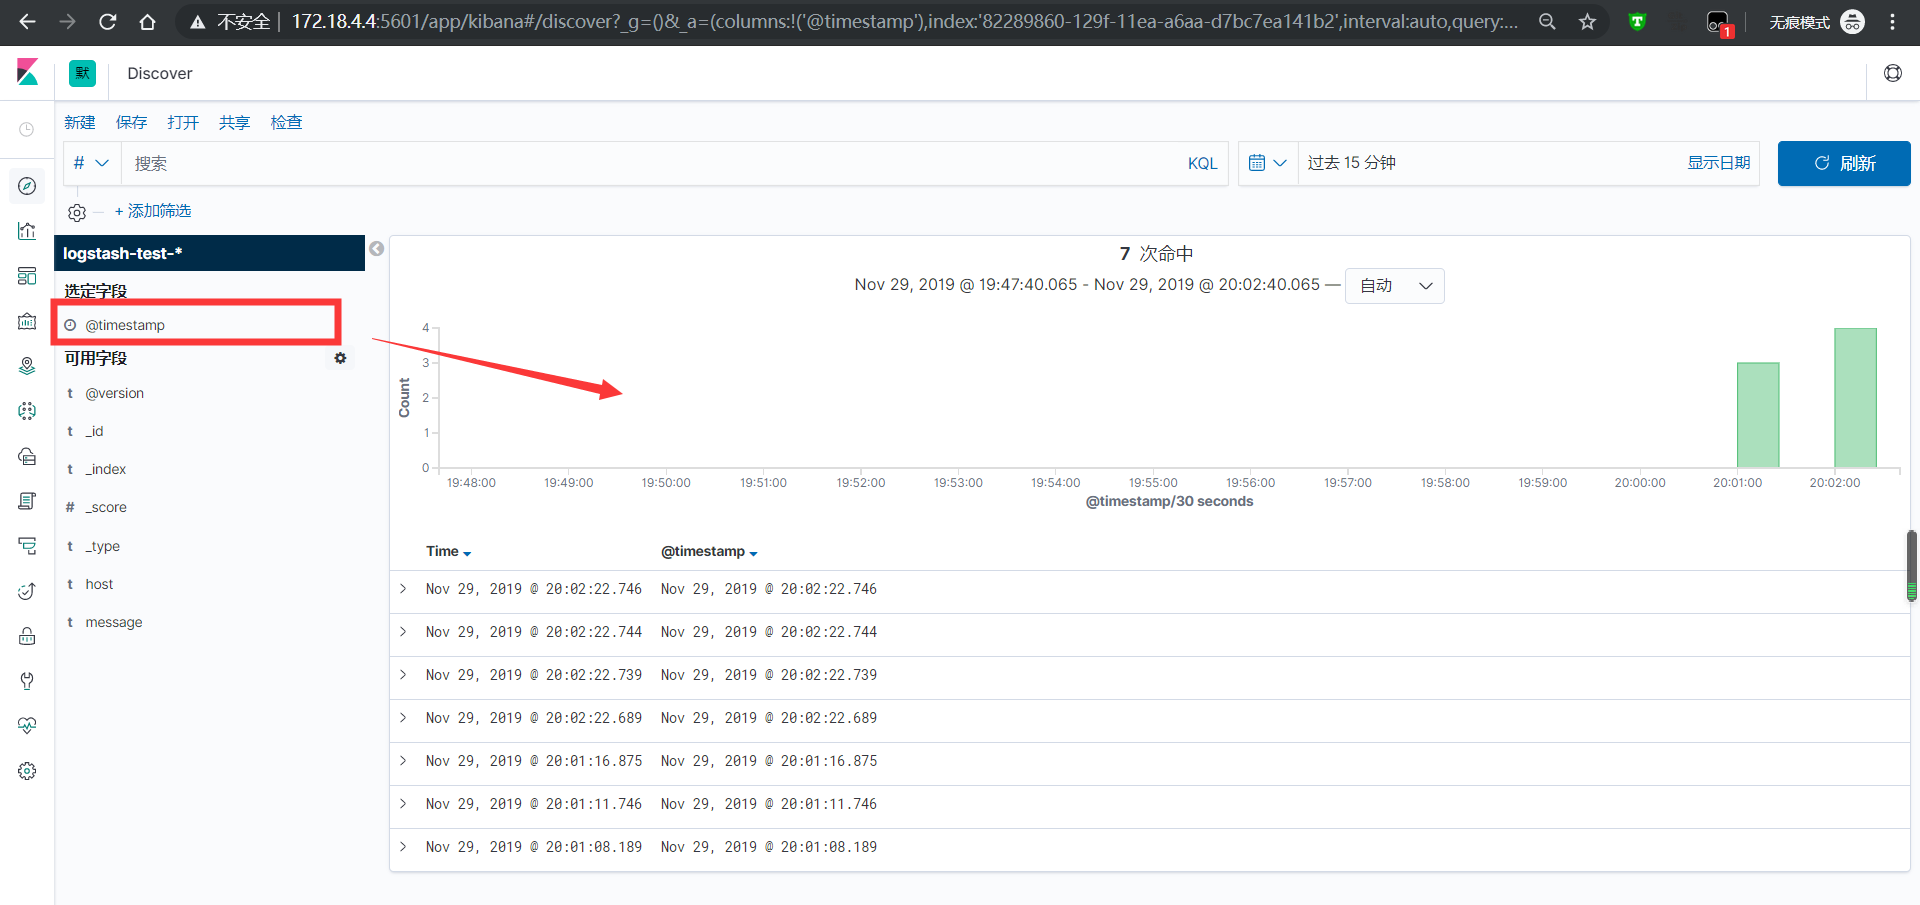 不安全 172.18.4.4:5601/app/kibana#/discover?_g=()&_a=(columns:!('@timestamp'),index:'82289860-129f-11ea-a6aa-d7bc7ea141b2',interval:auto,query:... 1 无痕模式
默 Discover
新建 保存 打开 共享 检查
# 搜索 KQL 过去 15 分钟 显示日期 刷新
+ 添加筛选
logstash-test-*
选定字段
@timestamp
可用字段
t @version
t _id
t _index
# _score
t _type
t host
t message
7 次命中
Nov 29, 2019 @ 19:47:40.065 - Nov 29, 2019 @ 20:02:40.065 — 自动
Count
4
3
2
1
0
19:48:00 19:49:00 19:50:00 19:51:00 19:52:00 19:53:00 19:54:00 19:55:00 19:56:00 19:57:00 19:58:00 19:59:00 20:00:00 20:01:00 20:02:00
@timestamp/30 seconds
Time @timestamp
Nov 29, 2019 @ 20:02:22.746 Nov 29, 2019 @ 20:02:22.746
Nov 29, 2019 @ 20:02:22.744 Nov 29, 2019 @ 20:02:22.744
Nov 29, 2019 @ 20:02:22.739 Nov 29, 2019 @ 20:02:22.739
Nov 29, 2019 @ 20:02:22.689 Nov 29, 2019 @ 20:02:22.689
Nov 29, 2019 @ 20:01:16.875 Nov 29, 2019 @ 20:01:16.875
Nov 29, 2019 @ 20:01:11.746 Nov 29, 2019 @ 20:01:11.746
Nov 29, 2019 @ 20:01:08.189 Nov 29, 2019 @ 20:01:08.189